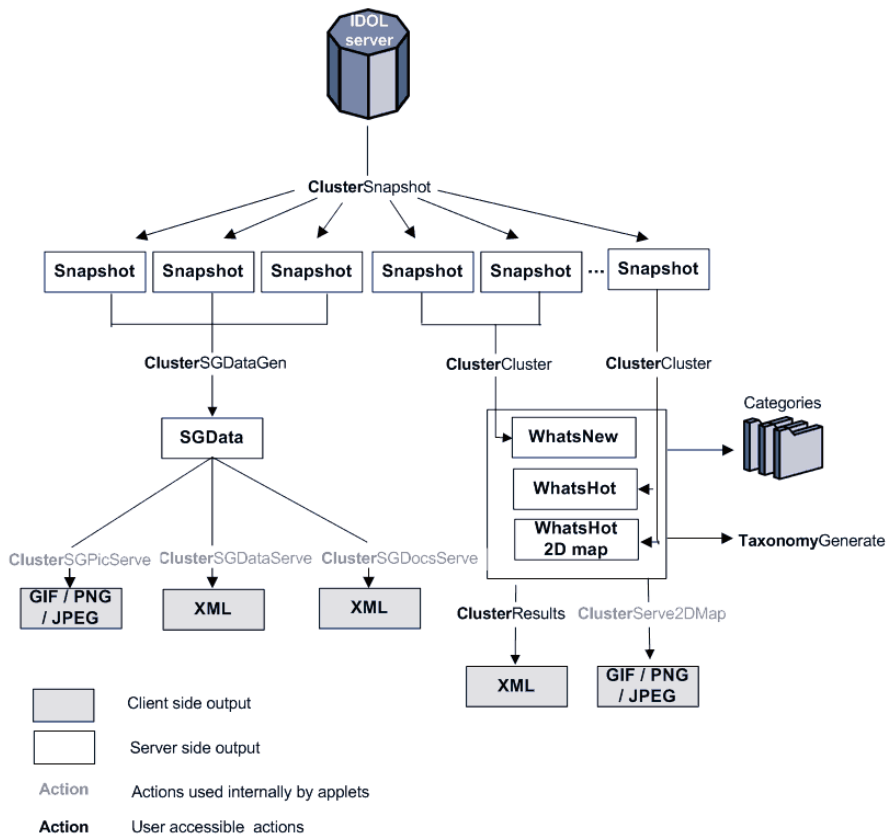 IDOL
server
ClusterSnapshot
Snapshot
Snapshot
Snapshot
Snapshot
Snapshot
...
Snapshot
ClusterSGDataGen
ClusterCluster
ClusterCluster
Categories
SGData
WhatsNew
WhatsHot
WhatsHot
2D map
TaxonomyGenerate
ClusterSGPicServe
ClusterSGDataServe
ClusterSGDocsServe
GIF / PNG
/ JPEG
XML
XML
ClusterResults
ClusterServe2DMap
XML
GIF / PNG
/ JPEG
Client side output
Server side output
Action Actions used internally by applets
Action User accessible actions